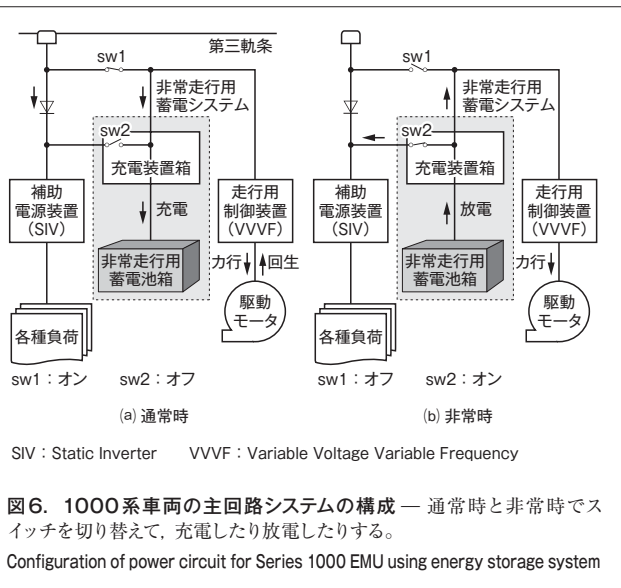 第三軌条
sw1
非常走行用
蓄電システム
sw2
充電装置箱
補助
電源装置
(SIV)
充電
走行用
制御装置
(VVVF)
非常走行用
蓄電池箱
力行
回生
駆動
モータ
各種負荷
sw1：オン sw2：オフ
(a) 通常時
sw1
非常走行用
蓄電システム
sw2
充電装置箱
補助
電源装置
(SIV)
放電
走行用
制御装置
(VVVF)
非常走行用
蓄電池箱
力行
駆動
モータ
各種負荷
sw1：オフ sw2：オン
(b) 非常時
SIV：Static Inverter VVVF：Variable Voltage Variable Frequency
図6．1000系車両の主回路システムの構成 — 通常時と非常時でス
イッチを切り替えて，充電したり放電したりする。
Configuration of power circuit for Series 1000 EMU using energy storage system